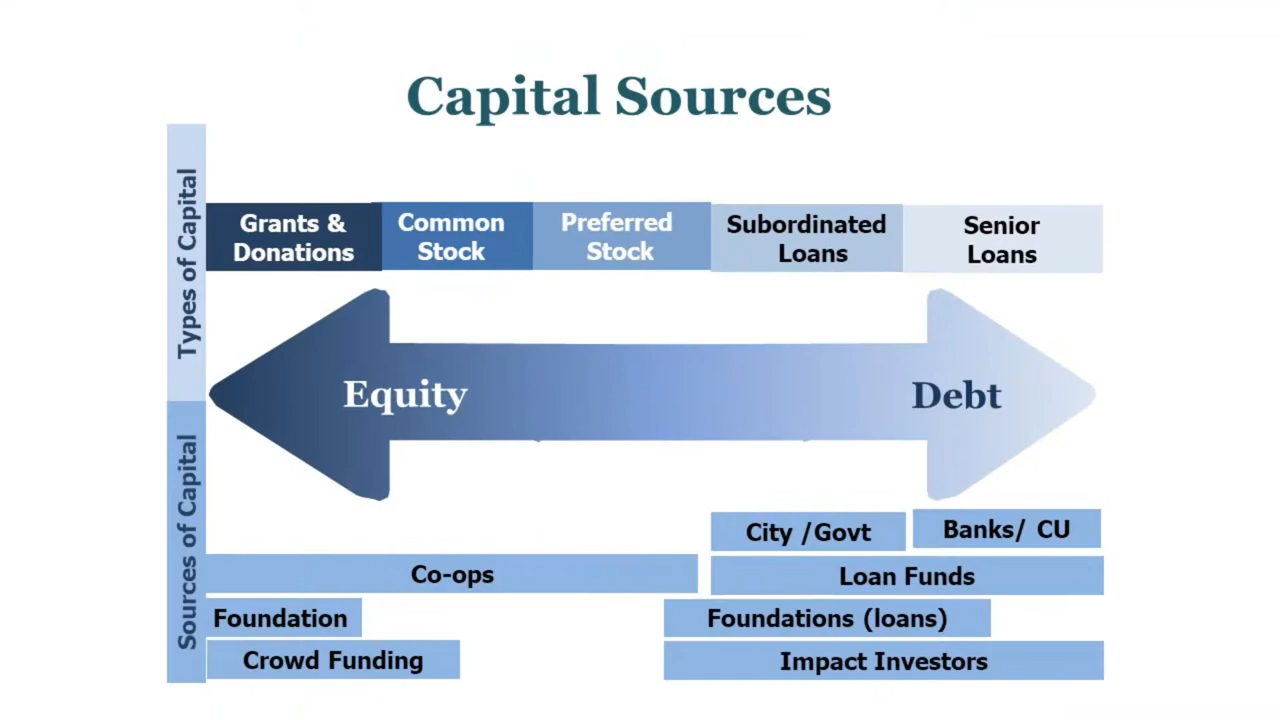 Capital Sources
Types of Capital
Grants &
Donations
Common
Stock
Preferred
Stock
Subordinated
Loans
Senior
Loans
Equity
Debt
Sources of Capital
City /Govt
Banks/ CU
Co-ops
Loan Funds
Foundation
Foundations (loans)
Crowd Funding
Impact Investors